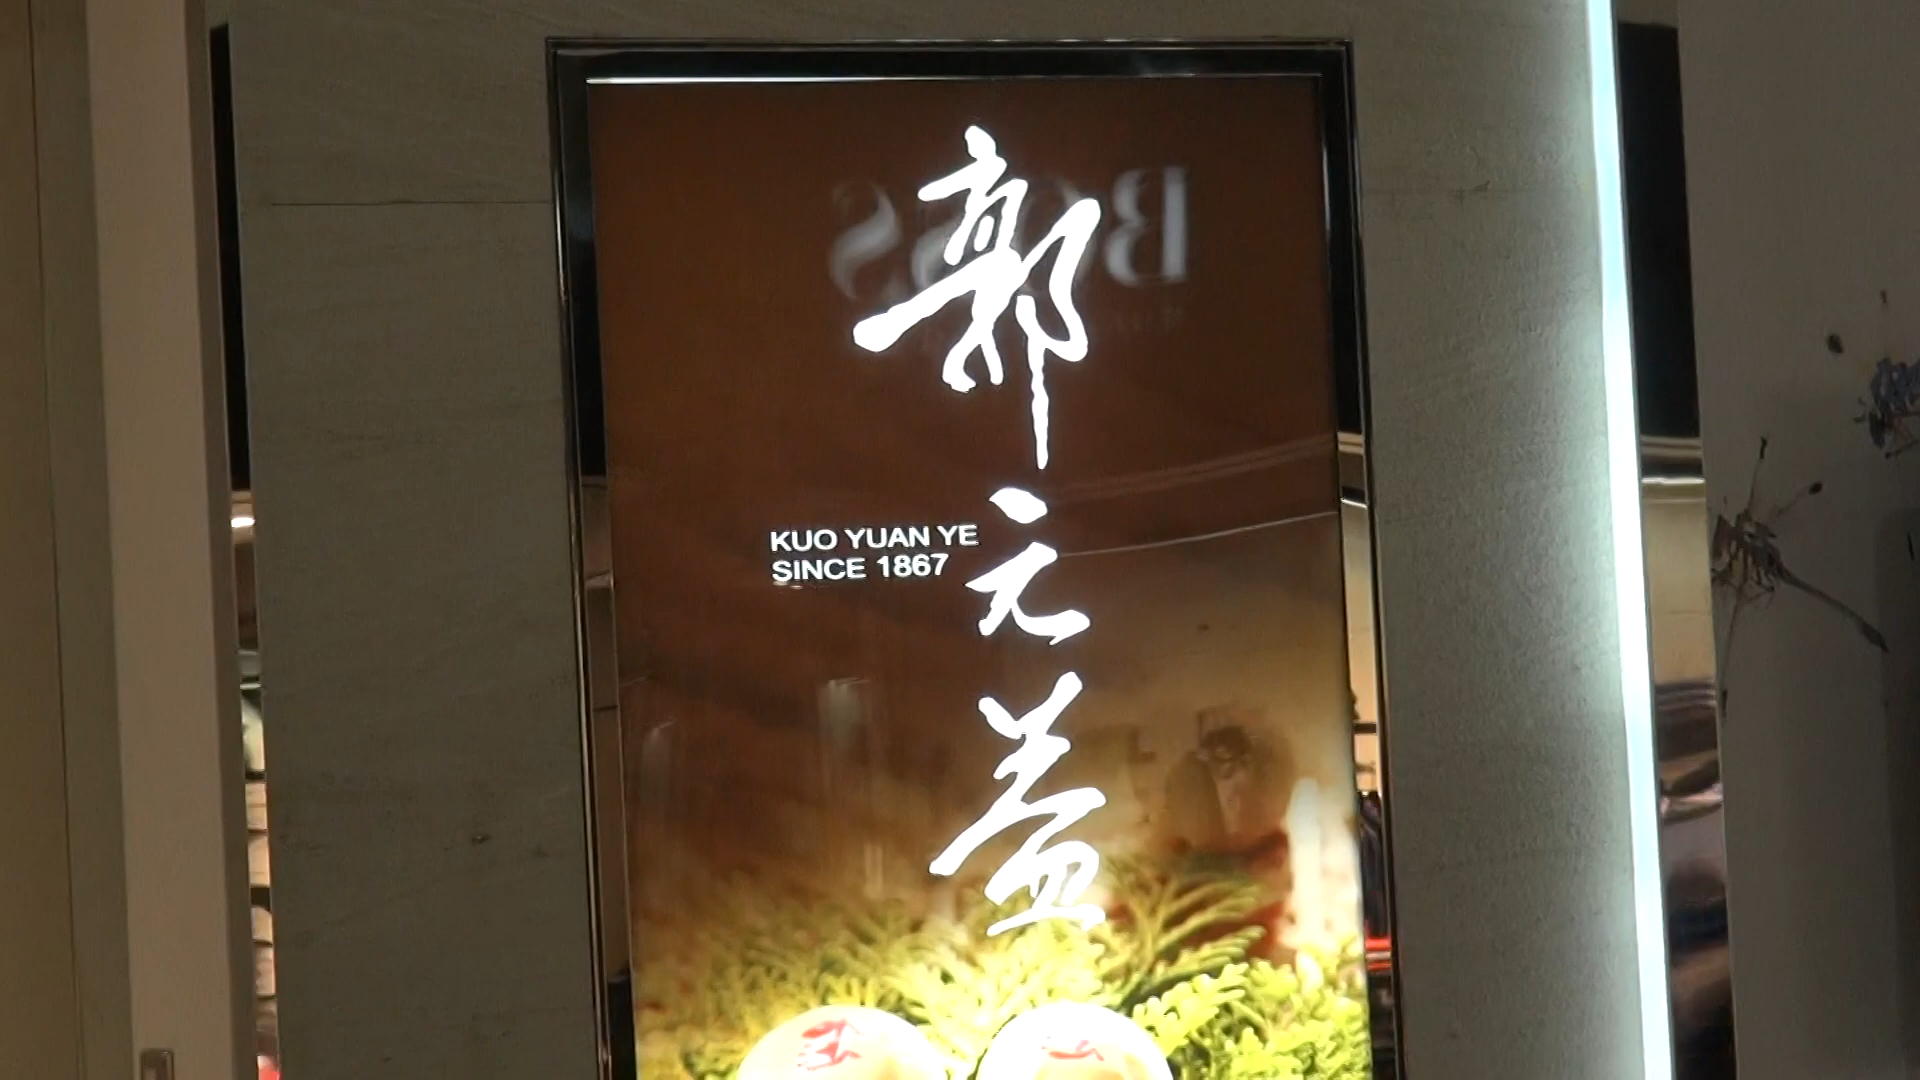 郭元益
KUO YUAN YE
SINCE 1867